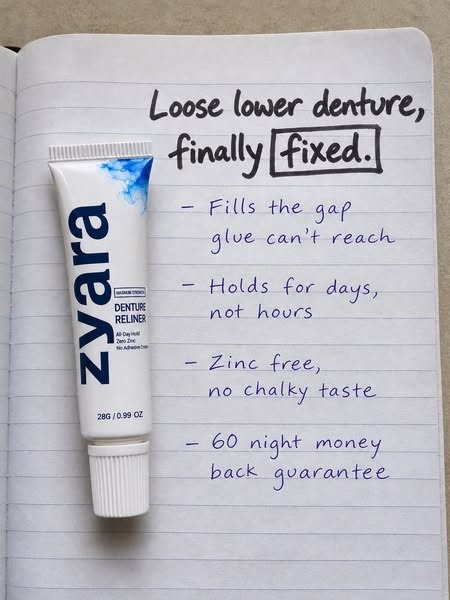 Loose lower denture,
finally fixed.
– Fills the gap
glue can't reach
– Holds for days,
not hours
– Zinc free,
no chalky taste
– 60 night money
back guarantee
zyara
MAXIMUM STRENGTH
DENTURE
RELINER
All-Day Hold
Zero Zinc
No Adhesive Cream
28G / 0.99 OZ